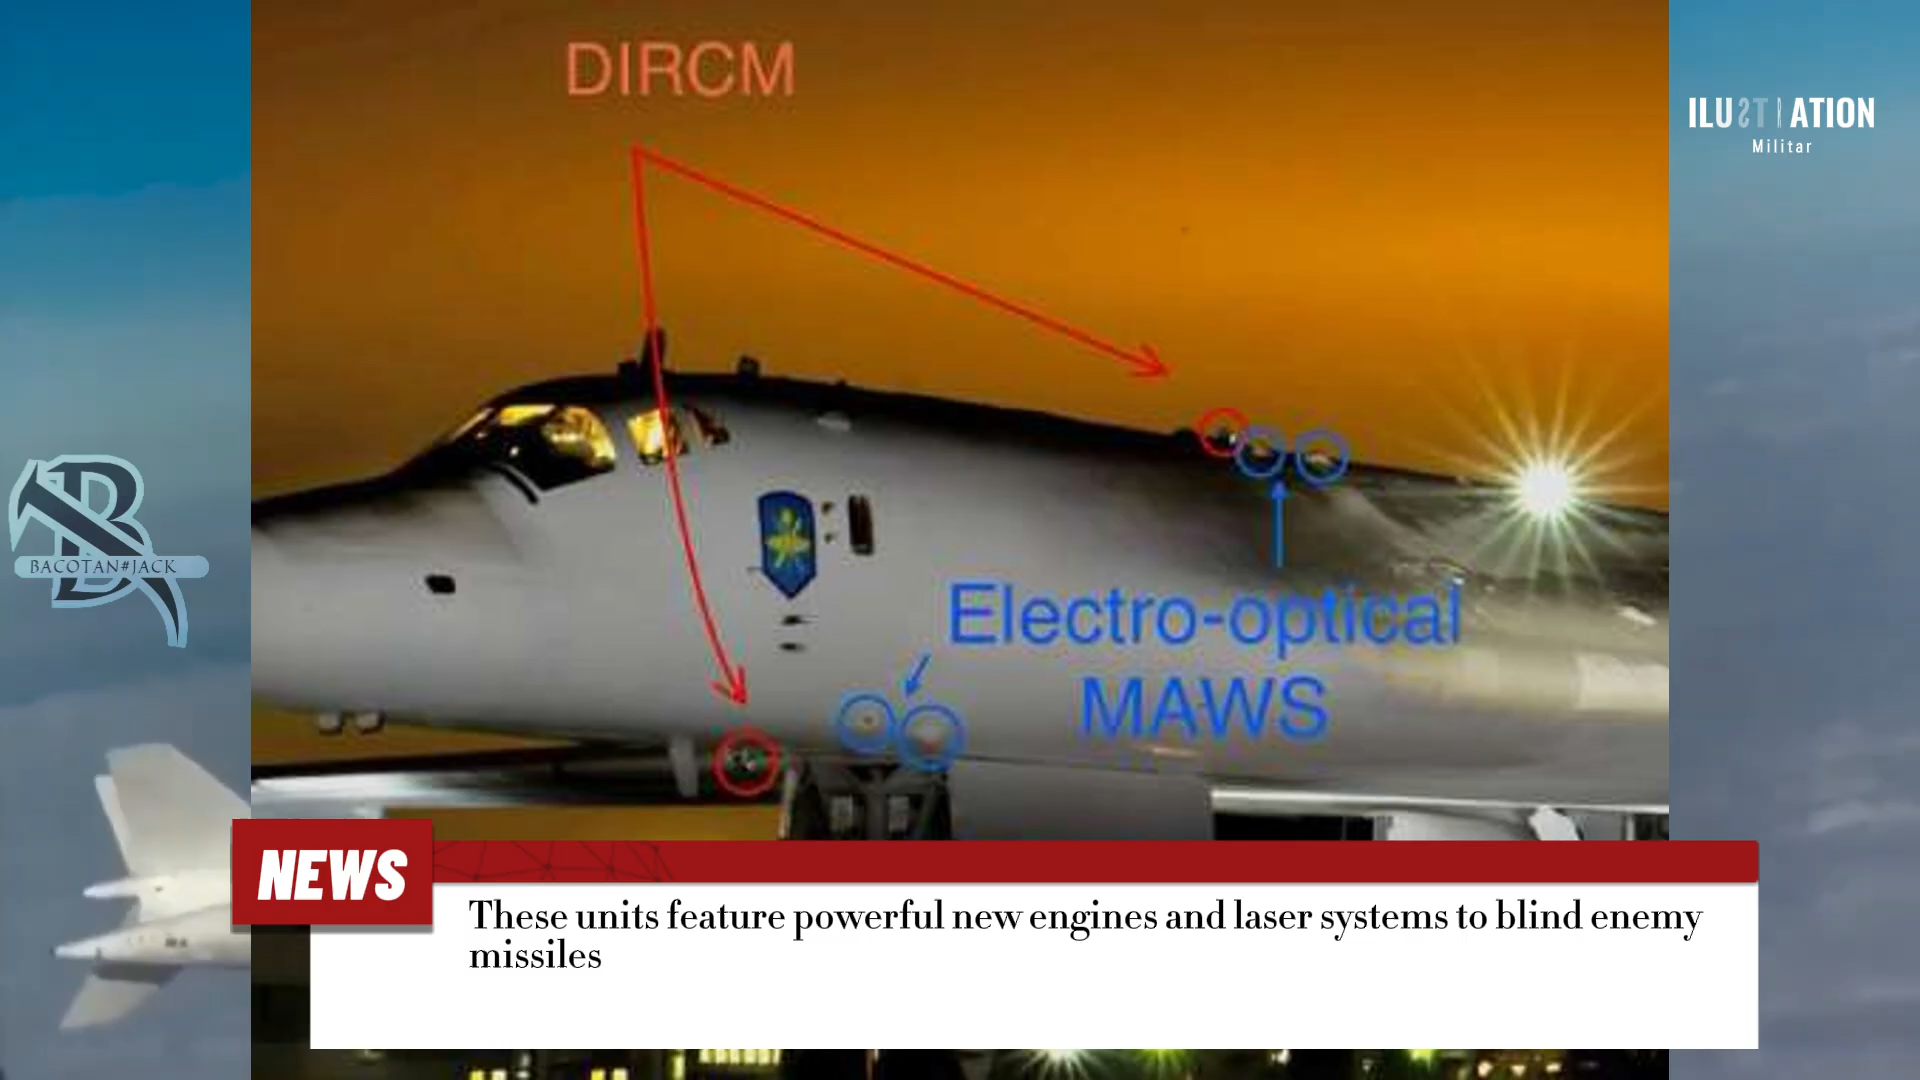 DIRCM
ILUSTRATION
Militar
Electro-optical
MAWS
B
BACOTAN#JACK
NEWS
These units feature powerful new engines and laser systems to blind enemy
missiles